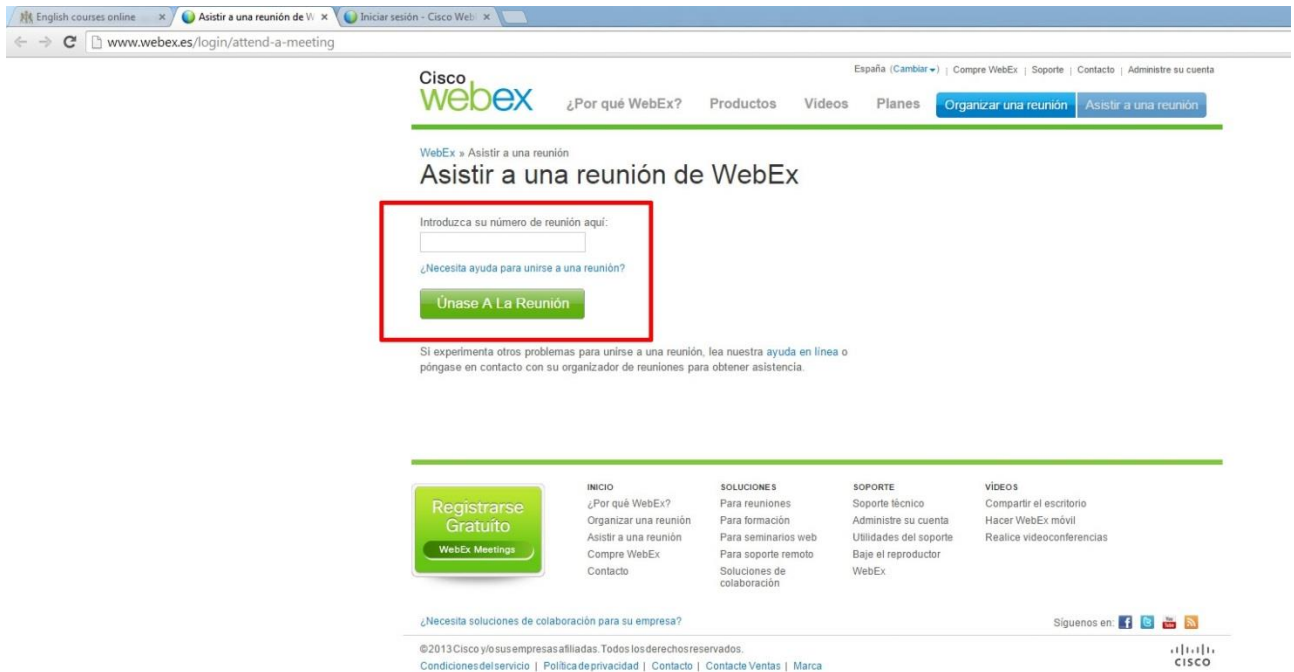 English courses online
Asistir a una reunión de W
Iniciar sesión - Cisco Web
www.webex.es/login/attend-a-meeting
España (Cambiar) | Compre WebEx | Soporte | Contacto | Administre su cuenta
Cisco
webex
¿Por qué WebEx? Productos Vídeos Planes Organizar una reunión Asistir a una reunión
WebEx » Asistir a una reunión
Asistir a una reunión de WebEx
Introduzca su número de reunión aquí:
¿Necesita ayuda para unirse a una reunión?
Únase A La Reunión
Si experimenta otros problemas para unirse a una reunión, lea nuestra ayuda en línea o
póngase en contacto con su organizador de reuniones para obtener asistencia.
Registrarse
Gratuito
WebEx Meetings
INICIO
¿Por qué WebEx?
Organizar una reunión
Asistir a una reunión
Compre WebEx
Contacto
SOLUCIONES
Para reuniones
Para formación
Para seminarios web
Para soporte remoto
Soluciones de
colaboración
SOPORTE
Soporte técnico
Administre su cuenta
Utilidades del soporte
Baje el reproductor
WebEx
VÍDEOS
Compartir el escritorio
Hacer WebEx móvil
Realice videoconferencias
¿Necesita soluciones de colaboración para su empresa?
Síguenos en:
©2013 Cisco y/o sus empresas afiliadas. Todos los derechos reservados.
Condiciones del servicio | Política de privacidad | Contacto | Contacte Ventas | Marca
CISCO